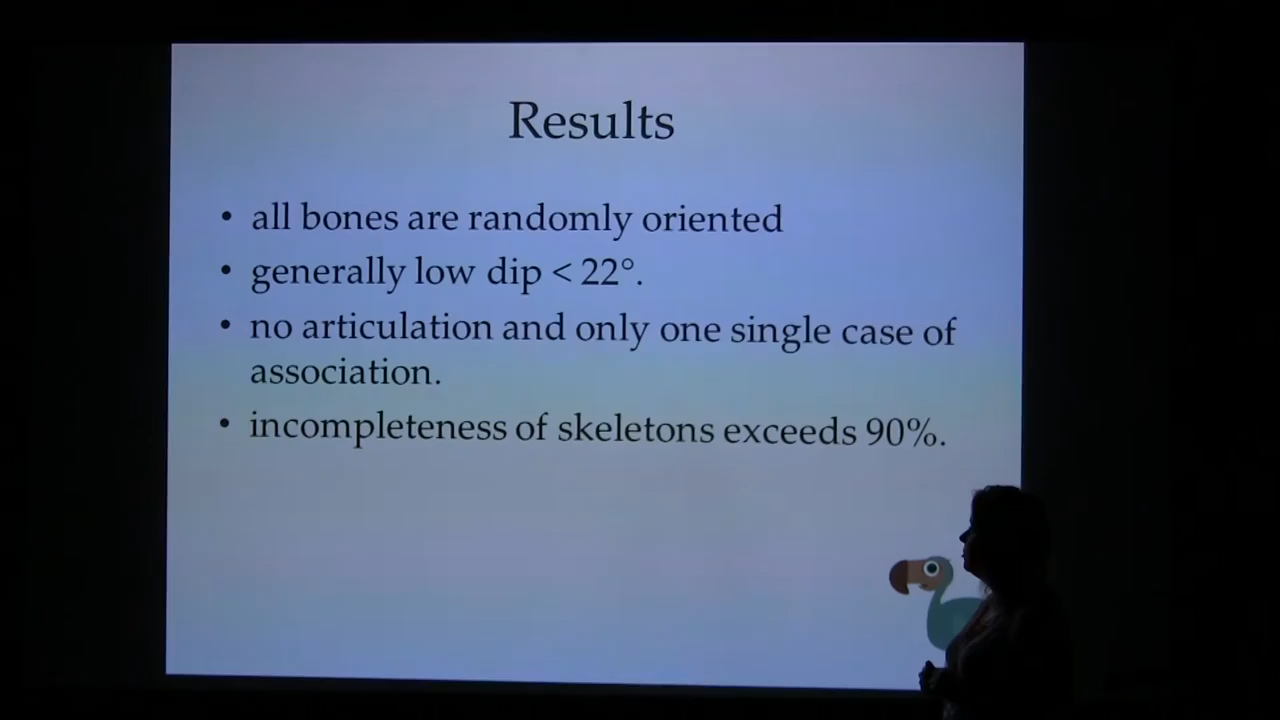 Results
• all bones are randomly oriented
• generally low dip < 22°.
• no articulation and only one single case of
association.
• incompleteness of skeletons exceeds 90%.